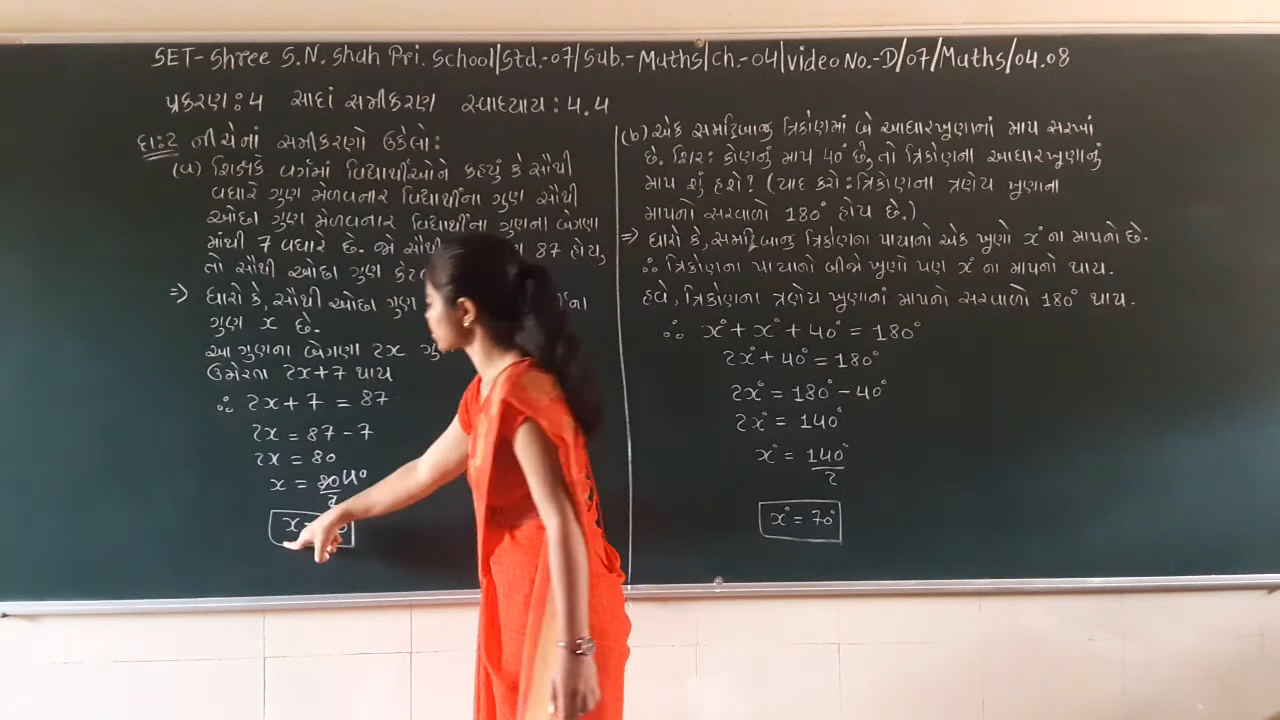 SET- Shree S.N. Shah Pri. School|Std.-07|Sub.- Maths|ch.-04|video No.-D/07/Maths/04.08
પ્રકરણ : 4 સાદાં સમીકરણ સ્વાધ્યાય : 4.4
દા:2 નીચેનાં સમીકરણો ઉકેલો :
(a) શિક્ષકે વર્ગમાં વિદ્યાર્થીઓને કહ્યું કે સૌથી
વધારે ગુણ મેળવનાર વિદ્યાર્થીના ગુણ સૌથી
ઓછા ગુણ મેળવનાર વિદ્યાર્થીના ગુણના બેગણા
માંથી 7 વધારે છે. જો સૌથી 87 હોય,
તો સૌથી ઓછા ગુણ
⇒ ધારો કે, સૌથી ઓછા ગુણ
ગુણ x છે.
આ ગુણના બેગણા 2x
ઉમેરતા 2x+7 થાય
∴ 2x + 7 = 87
2x = 87 - 7
2x = 80
x = 80/2 40
x =
(b) એક સમદ્વિબાજુ ત્રિકોણમાં બે આધારખૂણાનાં માપ સરખાં
છે. શિર: કોણનું માપ 40° છે, તો ત્રિકોણના આધારખૂણાનું
માપ શું હશે? (યાદ કરો : ત્રિકોણના ત્રણેય ખૂણાના
માપનો સરવાળો 180° હોય છે.)
⇒ ધારો કે, સમદ્વિબાજુ ત્રિકોણના પાયાનો એક ખૂણો x° ના માપનો છે.
∴ ત્રિકોણના પાયાનો બીજો ખૂણો પણ x° ના માપનો થાય.
હવે, ત્રિકોણના ત્રણેય ખૂણાનાં માપનો સરવાળો 180° થાય.
∴ x° + x° + 40° = 180°
2x° + 40° = 180°
2x° = 180° - 40°
2x° = 140°
x° = 140°/2
x° = 70°